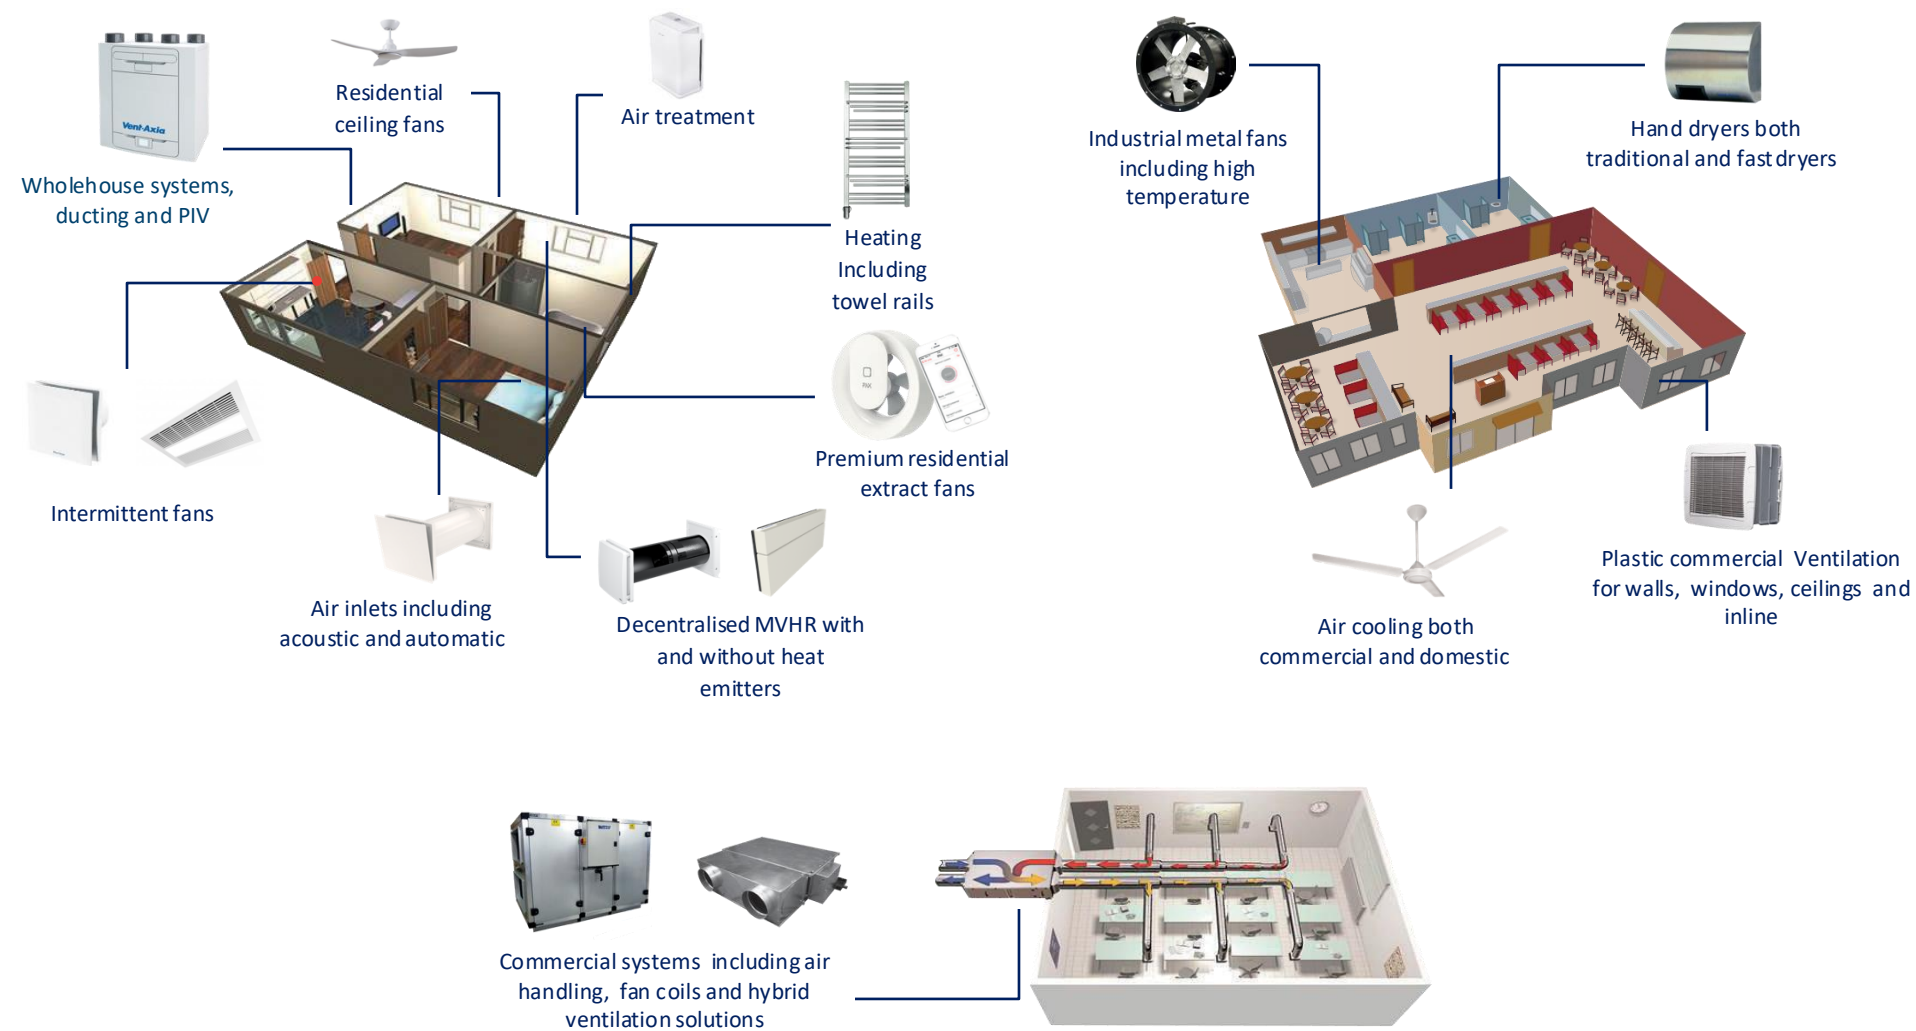 Vent-Axia
Wholehouse systems,
ducting and PIV
Residential
ceiling fans
Air treatment
Heating
Including
towel rails
Intermittent fans
PAX
Premium residential
extract fans
Air inlets including
acoustic and automatic
Decentralised MVHR with
and without heat
emitters
Industrial metal fans
including high
temperature
Hand dryers both
traditional and fast dryers
Air cooling both
commercial and domestic
Plastic commercial Ventilation
for walls, windows, ceilings and
inline
Commercial systems including air
handling, fan coils and hybrid
ventilation solutions